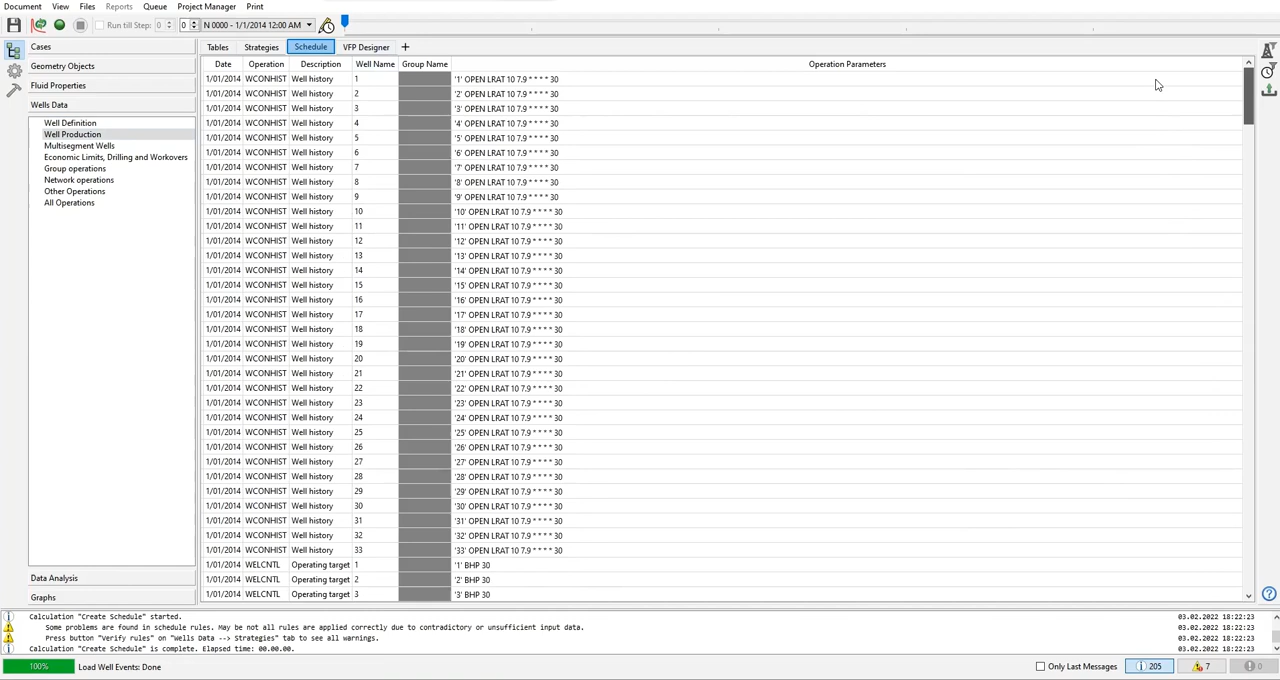 Document View Files Reports Queue Project Manager Print
Run till Step: 0 0 N 0000 - 1/1/2014 12:00 AM
Cases
Geometry Objects
Fluid Properties
Wells Data
Well Definition
Well Production
Multisegment Wells
Economic Limits, Drilling and Workovers
Group operations
Network operations
Other Operations
All Operations
Data Analysis
Graphs
Tables Strategies Schedule VFP Designer +
Date Operation Description Well Name Group Name Operation Parameters
1/01/2014 WCONHIST Well history 1 '1' OPEN LRAT 10 7.9 * * * * 30
1/01/2014 WCONHIST Well history 2 '2' OPEN LRAT 10 7.9 * * * * 30
1/01/2014 WCONHIST Well history 3 '3' OPEN LRAT 10 7.9 * * * * 30
1/01/2014 WCONHIST Well history 4 '4' OPEN LRAT 10 7.9 * * * * 30
1/01/2014 WCONHIST Well history 5 '5' OPEN LRAT 10 7.9 * * * * 30
1/01/2014 WCONHIST Well history 6 '6' OPEN LRAT 10 7.9 * * * * 30
1/01/2014 WCONHIST Well history 7 '7' OPEN LRAT 10 7.9 * * * * 30
1/01/2014 WCONHIST Well history 8 '8' OPEN LRAT 10 7.9 * * * * 30
1/01/2014 WCONHIST Well history 9 '9' OPEN LRAT 10 7.9 * * * * 30
1/01/2014 WCONHIST Well history 10 '10' OPEN LRAT 10 7.9 * * * * 30
1/01/2014 WCONHIST Well history 11 '11' OPEN LRAT 10 7.9 * * * * 30
1/01/2014 WCONHIST Well history 12 '12' OPEN LRAT 10 7.9 * * * * 30
1/01/2014 WCONHIST Well history 13 '13' OPEN LRAT 10 7.9 * * * * 30
1/01/2014 WCONHIST Well history 14 '14' OPEN LRAT 10 7.9 * * * * 30
1/01/2014 WCONHIST Well history 15 '15' OPEN LRAT 10 7.9 * * * * 30
1/01/2014 WCONHIST Well history 16 '16' OPEN LRAT 10 7.9 * * * * 30
1/01/2014 WCONHIST Well history 17 '17' OPEN LRAT 10 7.9 * * * * 30
1/01/2014 WCONHIST Well history 18 '18' OPEN LRAT 10 7.9 * * * * 30
1/01/2014 WCONHIST Well history 19 '19' OPEN LRAT 10 7.9 * * * * 30
1/01/2014 WCONHIST Well history 20 '20' OPEN LRAT 10 7.9 * * * * 30
1/01/2014 WCONHIST Well history 21 '21' OPEN LRAT 10 7.9 * * * * 30
1/01/2014 WCONHIST Well history 22 '22' OPEN LRAT 10 7.9 * * * * 30
1/01/2014 WCONHIST Well history 23 '23' OPEN LRAT 10 7.9 * * * * 30
1/01/2014 WCONHIST Well history 24 '24' OPEN LRAT 10 7.9 * * * * 30
1/01/2014 WCONHIST Well history 25 '25' OPEN LRAT 10 7.9 * * * * 30
1/01/2014 WCONHIST Well history 26 '26' OPEN LRAT 10 7.9 * * * * 30
1/01/2014 WCONHIST Well history 27 '27' OPEN LRAT 10 7.9 * * * * 30
1/01/2014 WCONHIST Well history 28 '28' OPEN LRAT 10 7.9 * * * * 30
1/01/2014 WCONHIST Well history 29 '29' OPEN LRAT 10 7.9 * * * * 30
1/01/2014 WCONHIST Well history 30 '30' OPEN LRAT 10 7.9 * * * * 30
1/01/2014 WCONHIST Well history 31 '31' OPEN LRAT 10 7.9 * * * * 30
1/01/2014 WCONHIST Well history 32 '32' OPEN LRAT 10 7.9 * * * * 30
1/01/2014 WCONHIST Well history 33 '33' OPEN LRAT 10 7.9 * * * * 30
1/01/2014 WELCNTL Operating target 1 '1' BHP 30
1/01/2014 WELCNTL Operating target 2 '2' BHP 30
1/01/2014 WELCNTL Operating target 3 '3' BHP 30
Calculation "Create Schedule" started. 03.02.2022 18:22:23
Some problems are found in schedule rules. May be not all rules are applied correctly due to contradictory or unsufficient input data. 03.02.2022 18:22:23
Press button "Verify rules" on "Wells Data --> Strategies" tab to see all warnings. 03.02.2022 18:22:23
Calculation "Create Schedule" is complete. Elapsed time: 00.00.00. 03.02.2022 18:22:23
100% Load Well Events: Done Only Last Messages 205 7 0